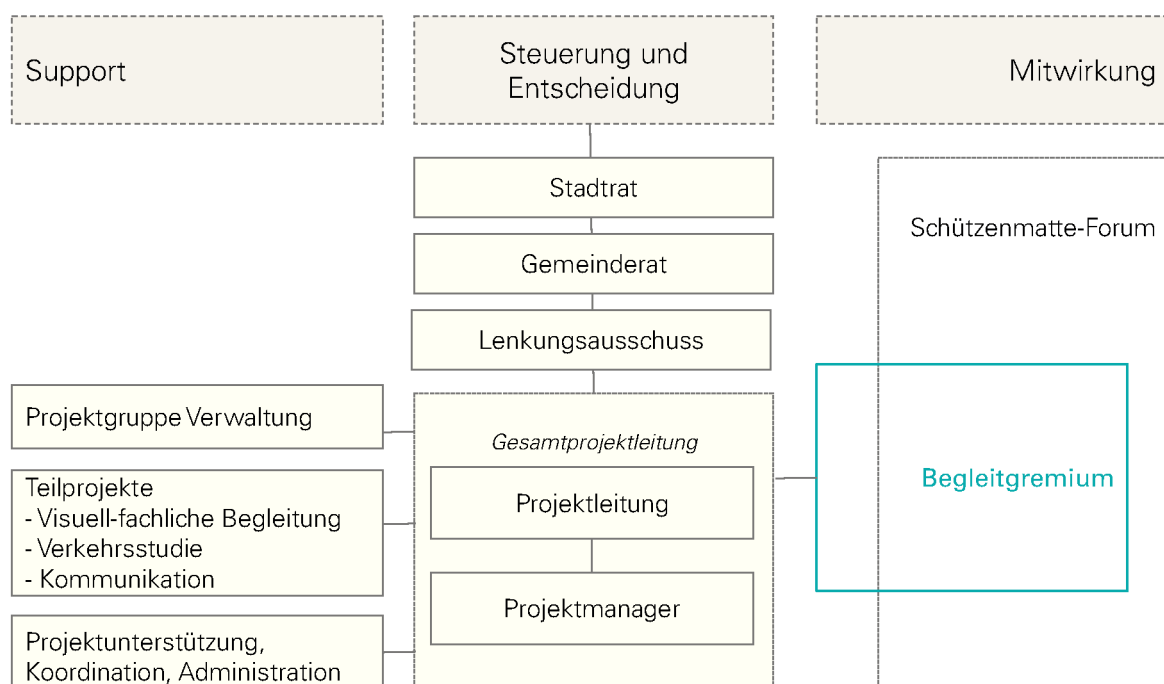 Support
Steuerung und
Entscheidung
Mitwirkung
Stadtrat
Gemeinderat
Lenkungsausschuss
Schützenmatte-Forum
Projektgruppe Verwaltung
Teilprojekte
- Visuell-fachliche Begleitung
- Verkehrsstudie
- Kommunikation
Projektunterstützung,
Koordination, Administration
Gesamtprojektleitung
Projektleitung
Projektmanager
Begleitgremium